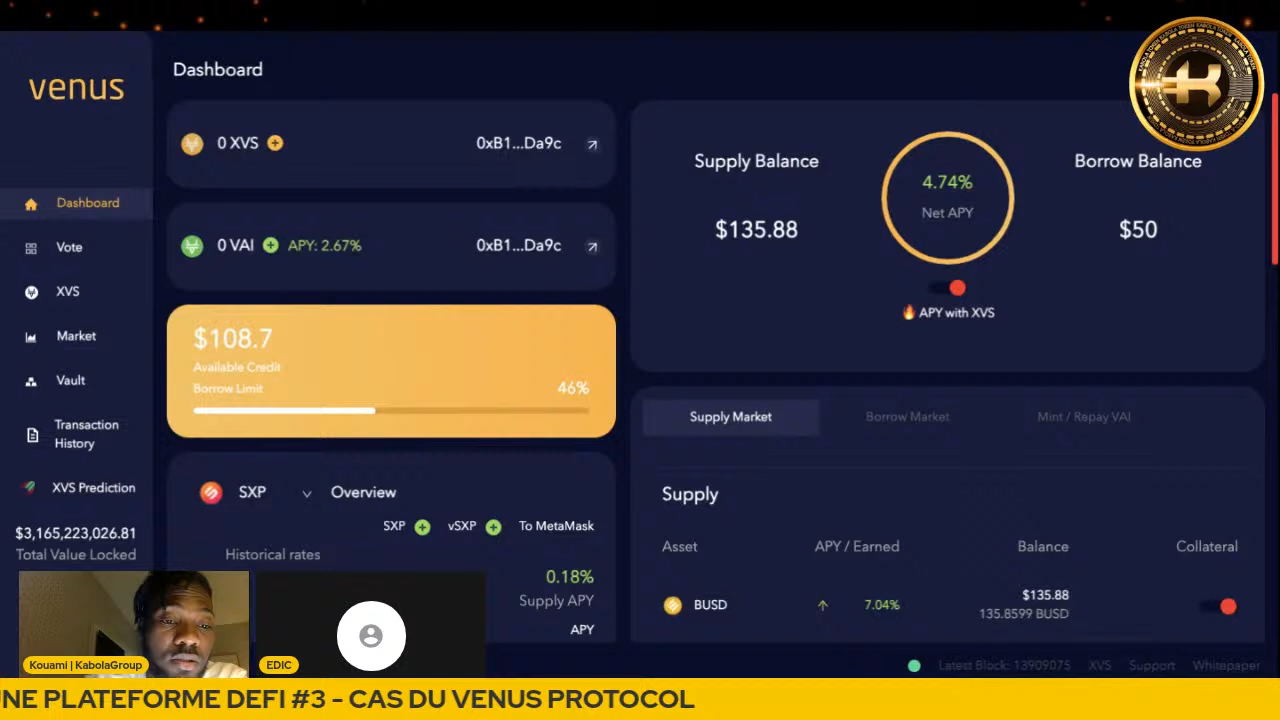 venus
Dashboard
0 XVS
0xB1...Da9c
0 VAI
APY: 2.67%
0xB1...Da9c
$108.7
Available Credit
Borrow Limit
46%
Supply Balance
$135.88
4.74%
Net APY
APY with XVS
Borrow Balance
$50
Dashboard
Vote
XVS
Market
Vault
Transaction
History
XVS Prediction
$3,165,223,026.81
Total Value Locked
SXP
Overview
SXP
vSXP
To MetaMask
Historical rates
0.18%
Supply APY
APY
Supply Market
Borrow Market
Mint / Repay VAI
Supply
Asset
APY / Earned
Balance
Collateral
BUSD
7.04%
$135.88
135.8599 BUSD
Latest Block: 13909075
XVS
Support
Whitepaper
Kouami | KabolaGroup
EDIC
NE PLATEFORME DEFI #3 - CAS DU VENUS PROTOCOL